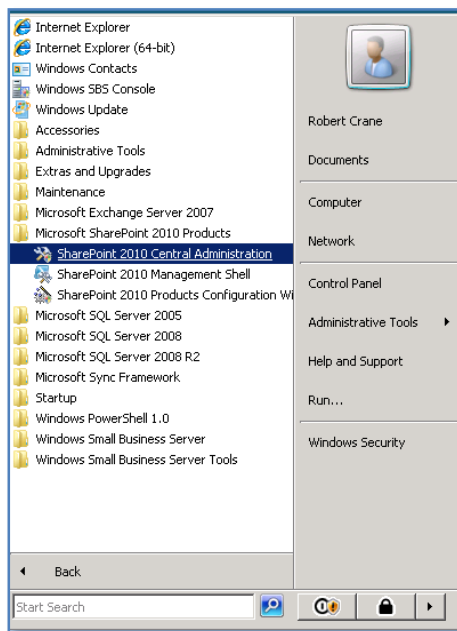 Internet Explorer
Internet Explorer (64-bit)
Windows Contacts
Windows SBS Console
Windows Update
Accessories
Administrative Tools
Extras and Upgrades
Maintenance
Microsoft Exchange Server 2007
Microsoft SharePoint 2010 Products
SharePoint 2010 Central Administration
SharePoint 2010 Management Shell
SharePoint 2010 Products Configuration Wi
Microsoft SQL Server 2005
Microsoft SQL Server 2008
Microsoft SQL Server 2008 R2
Microsoft Sync Framework
Startup
Windows PowerShell 1.0
Windows Small Business Server
Windows Small Business Server Tools
Back
Start Search
Robert Crane
Documents
Computer
Network
Control Panel
Administrative Tools
Help and Support
Run...
Windows Security